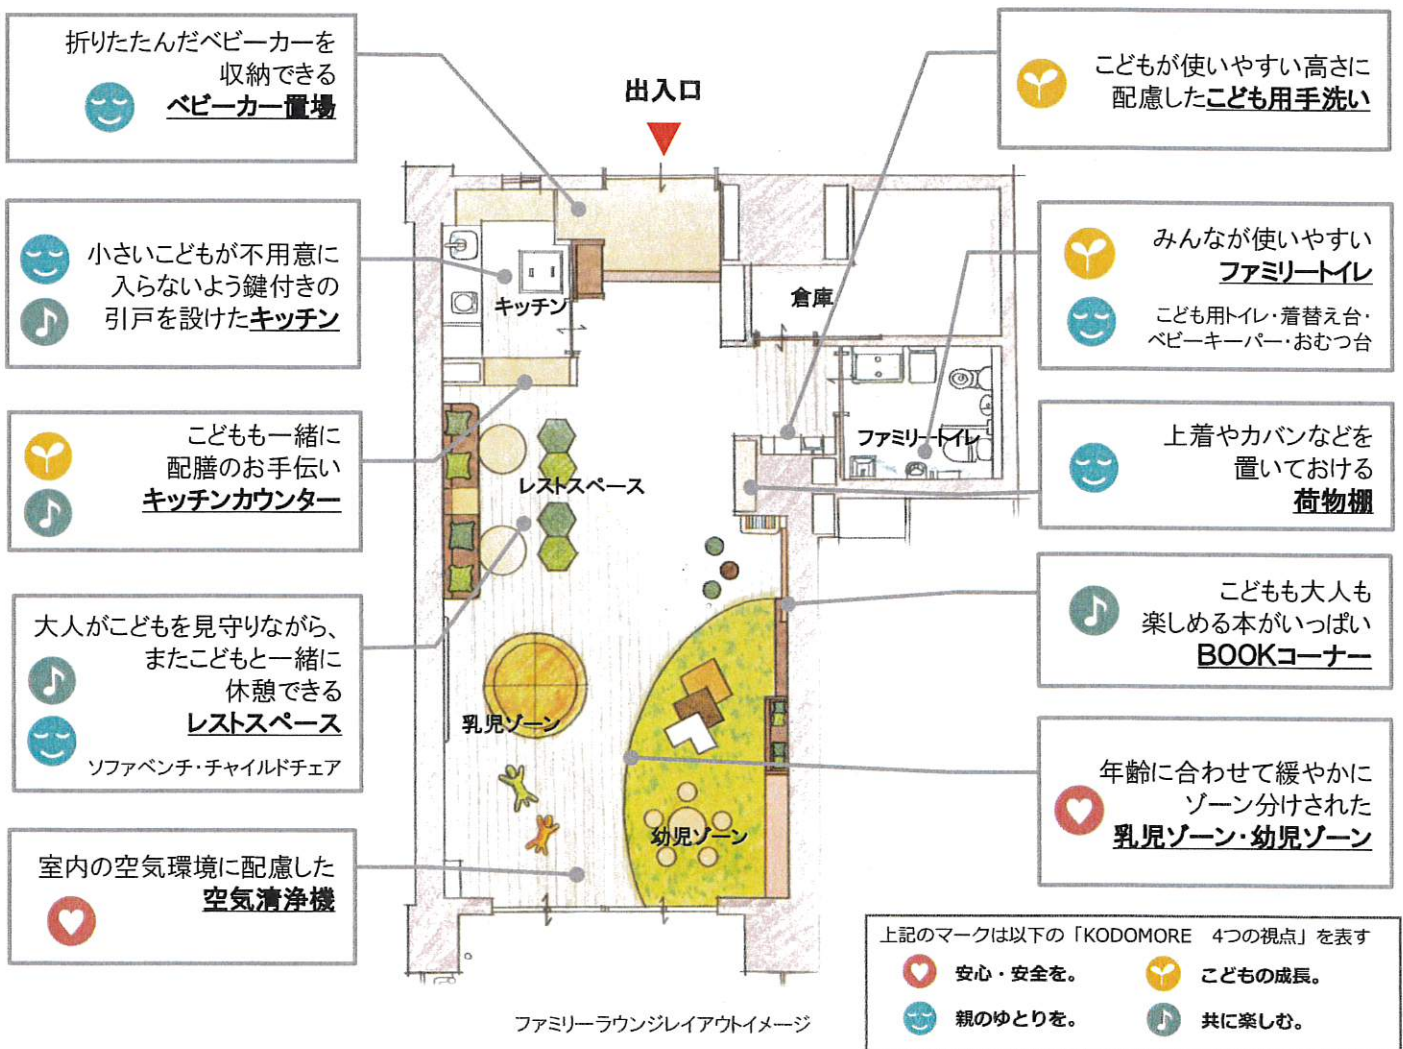 折りたたんだベビーカーを
収納できる
ベビーカー置場
小さいこどもが不用意に
入らないよう鍵付きの
引戸を設けたキッチン
こどもも一緒に
配膳のお手伝い
キッチンカウンター
大人がこどもを見守りながら、
またこどもと一緒に
休憩できる
レストスペース
ソファベンチ・チャイルドチェア
室内の空気環境に配慮した
空気清浄機
出入口
キッチン
倉庫
ファミリートイレ
レストスペース
乳児ゾーン
幼児ゾーン
ファミリーラウンジレイアウトイメージ
こどもが使いやすい高さに
配慮したこども用手洗い
みんなが使いやすい
ファミリートイレ
こども用トイレ・着替え台・
ベビーキーパー・おむつ台
上着やカバンなどを
置いておける
荷物棚
こどもも大人も
楽しめる本がいっぱい
BOOKコーナー
年齢に合わせて緩やかに
ゾーン分けされた
乳児ゾーン・幼児ゾーン
上記のマークは以下の「KODOMORE 4つの視点」を表す
安心・安全を。
こどもの成長。
親のゆとりを。
共に楽しむ。